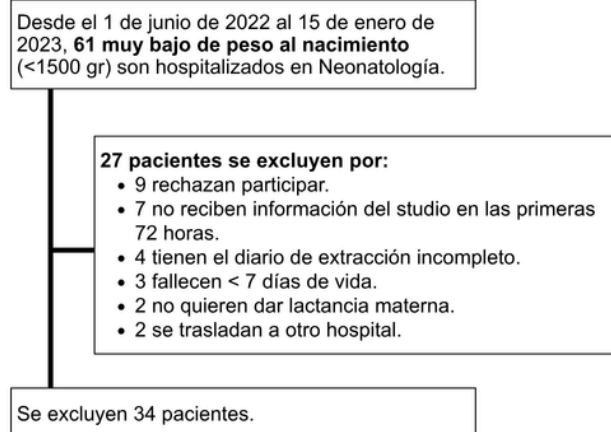 Desde el 1 de junio de 2022 al 15 de enero de
2023, 61 muy bajo de peso al nacimiento
(<1500 gr) son hospitalizados en Neonatología.
27 pacientes se excluyen por:
• 9 rechazan participar.
• 7 no reciben información del studio en las primeras
72 horas.
• 4 tienen el diario de extracción incompleto.
• 3 fallecen < 7 días de vida.
• 2 no quieren dar lactancia materna.
• 2 se trasladan a otro hospital.
Se excluyen 34 pacientes.